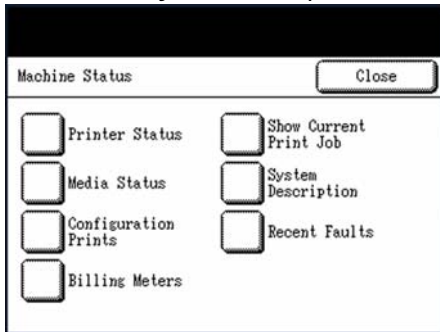 Machine Status
Close
Printer Status
Media Status
Configuration
Prints
Billing Meters
Show Current
Print Job
System
Description
Recent Faults